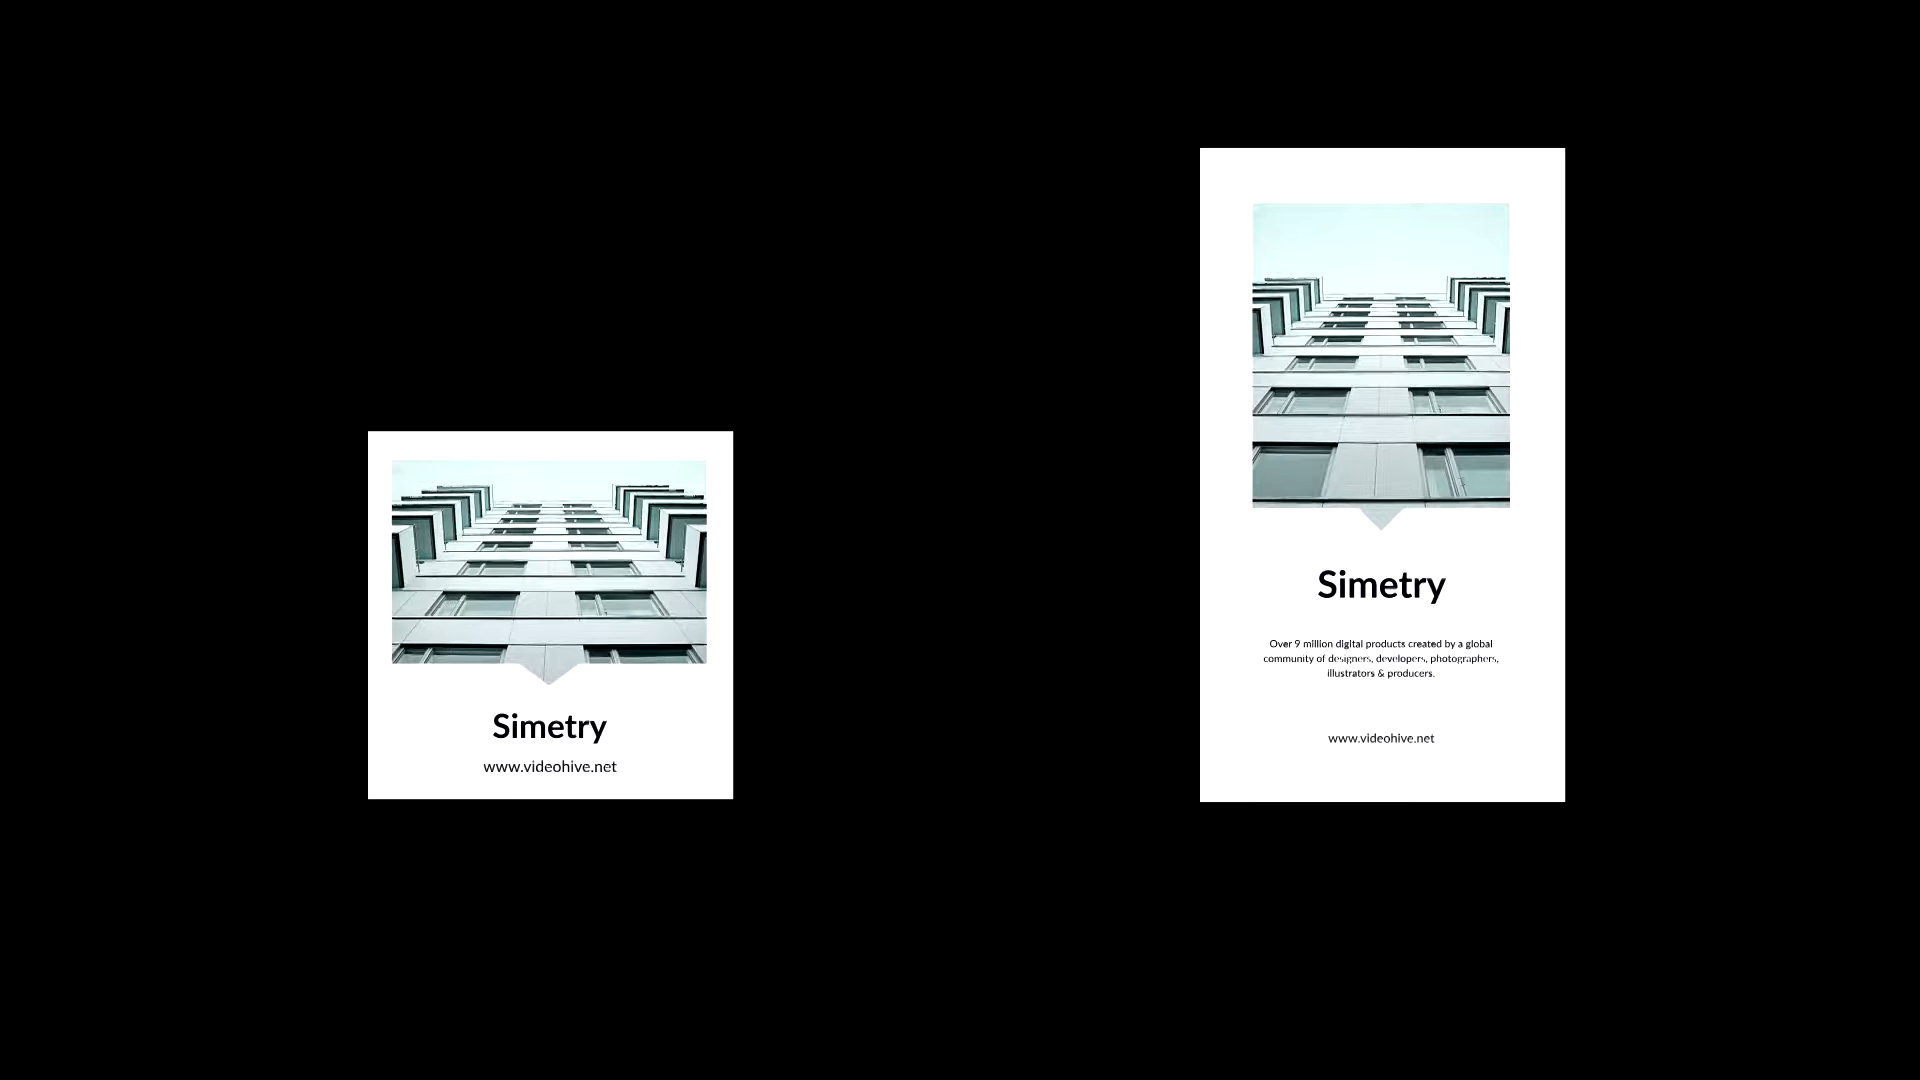 Simetry
www.videohive.net
Simetry
Over 9 million digital products created by a global
community of designers, developers, photographers,
illustrators & producers.
www.videohive.net